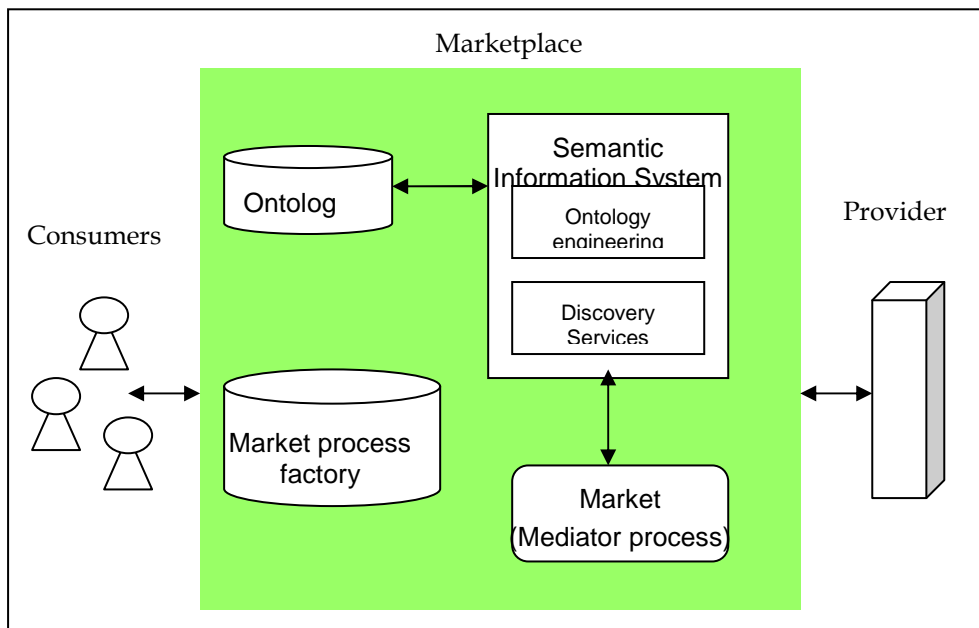 Marketplace
Semantic
Information System
Ontolog
Ontology
engineering
Provider
Consumers
Discovery
Services
Market process
factory
Market
(Mediator process)